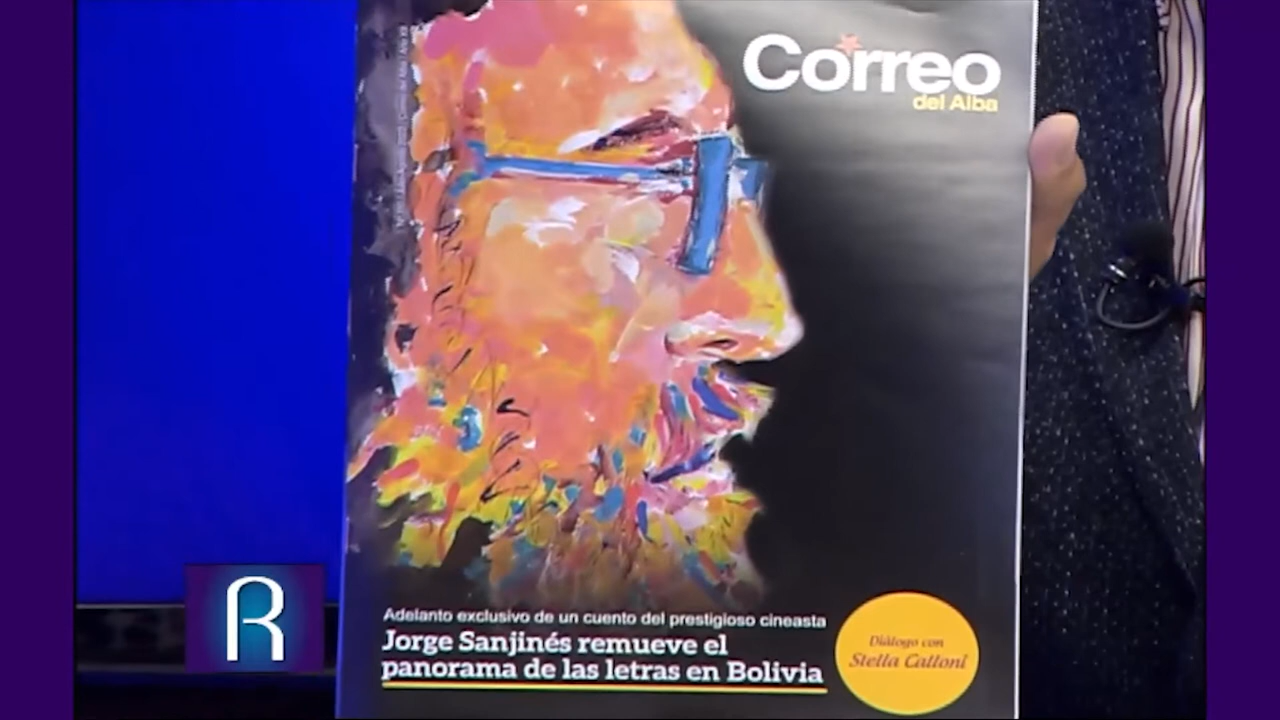 Correo
del Alba
Adelanto exclusivo de un cuento del prestigioso cineasta
Jorge Sanjinés remueve el
panorama de las letras en Bolivia
Diálogo con
Stella Calloni
R